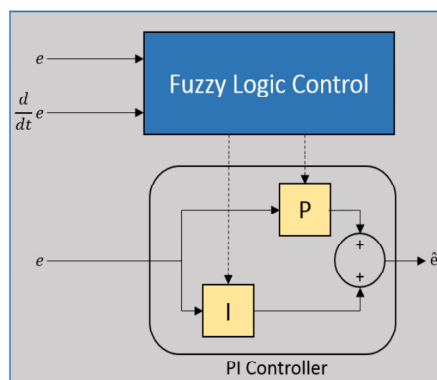 e
Fuzzy Logic Control
d/dt e
P
e
+
ê
+
I
PI Controller